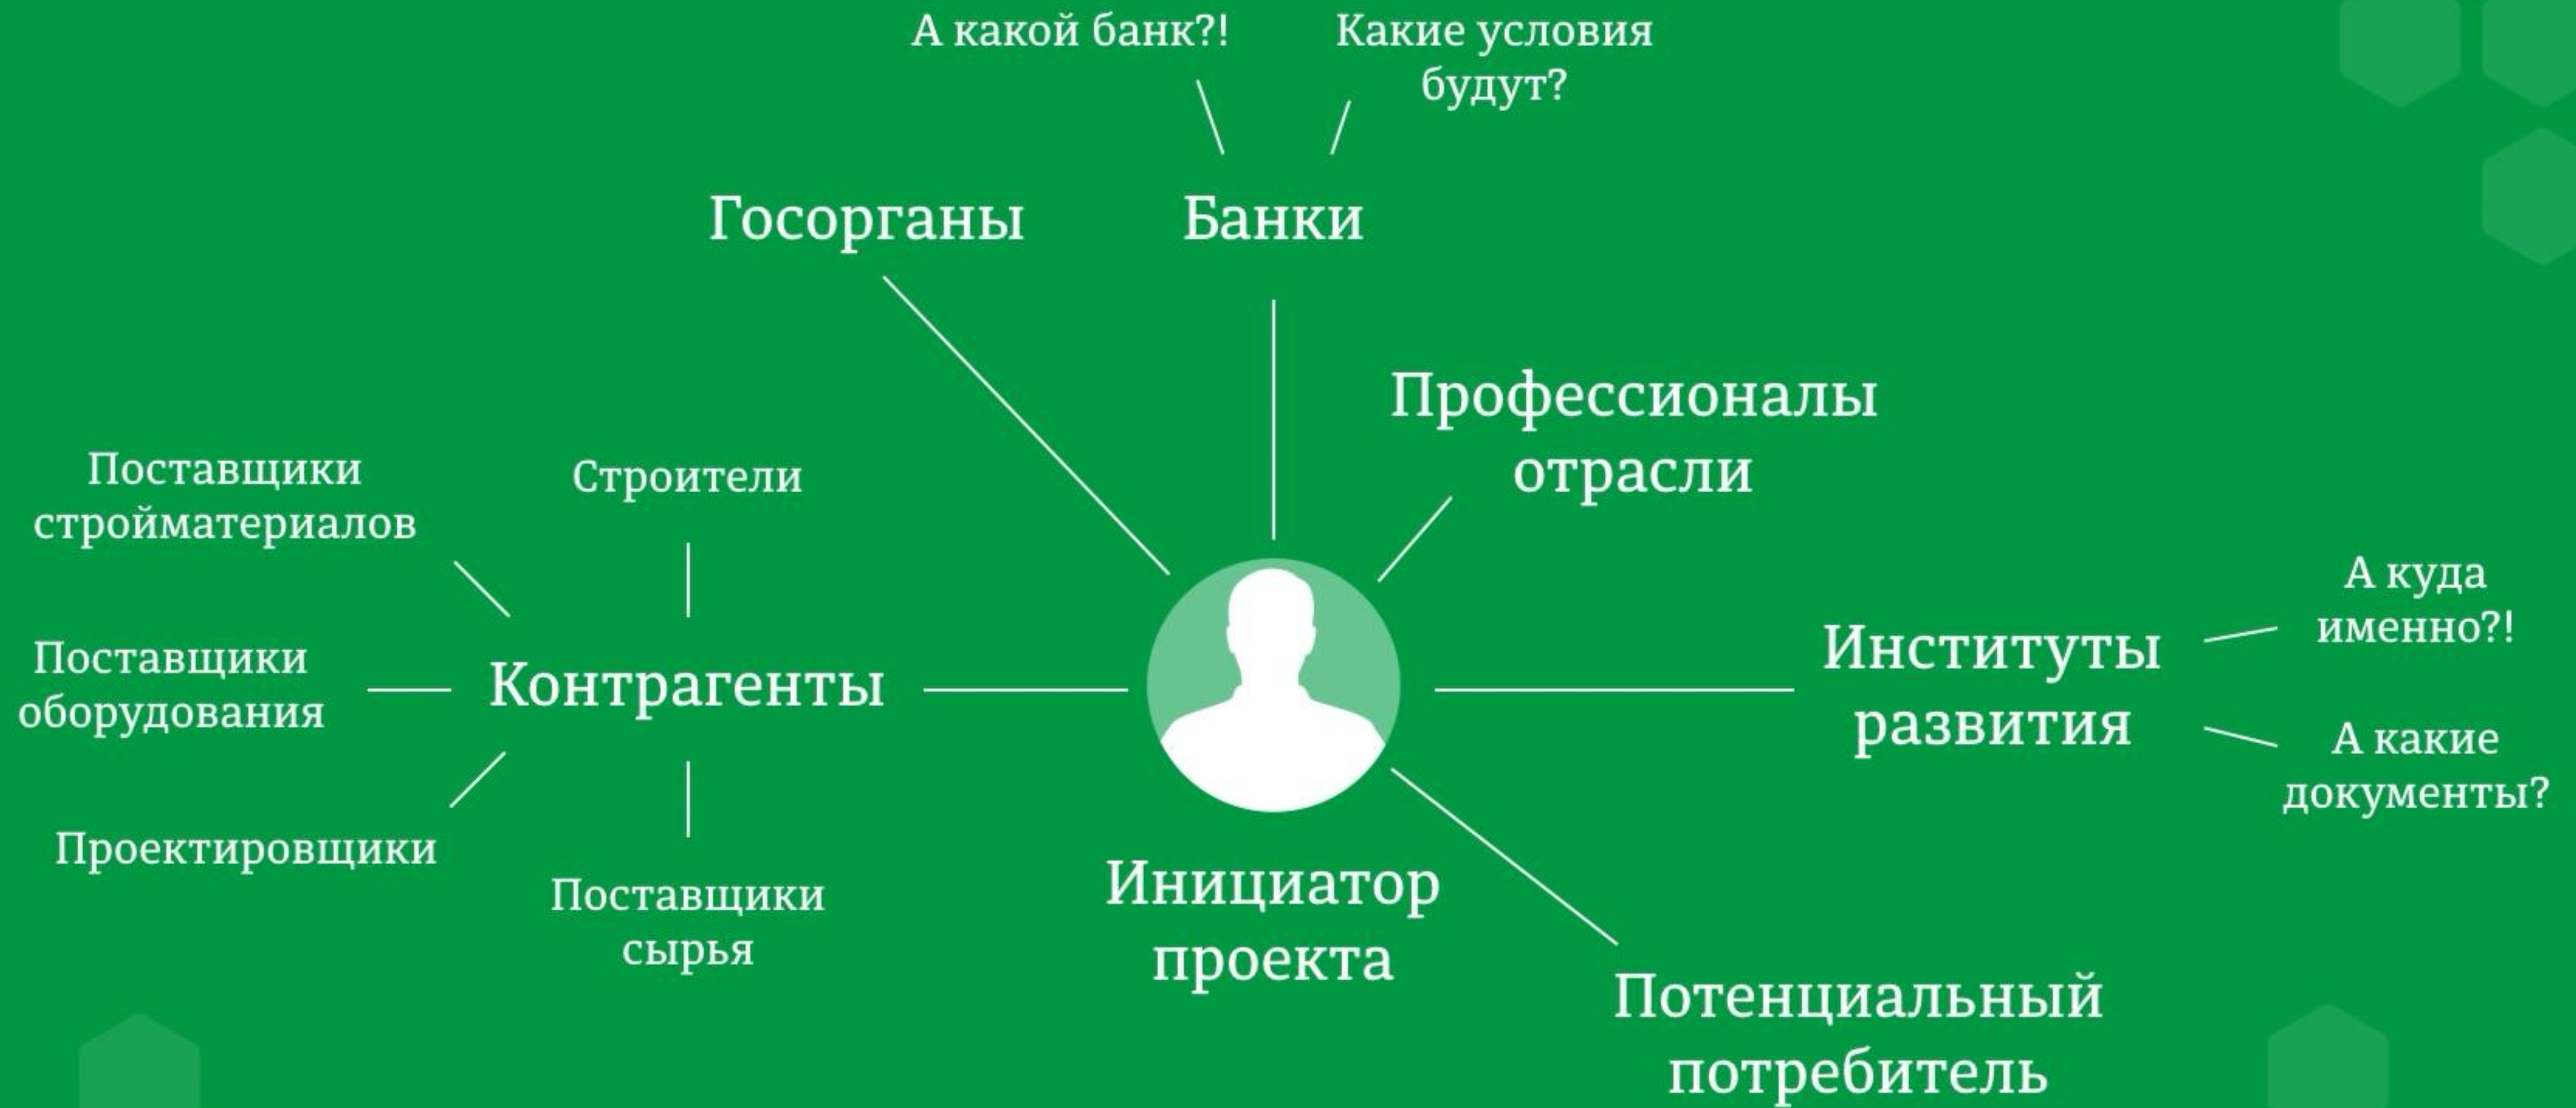 А какой банк?!
Какие условия
будут?
Госорганы
Банки
Профессионалы
отрасли
Поставщики
стройматериалов
Строители
Поставщики
оборудования
Контрагенты
Проектировщики
Поставщики
сырья
Инициатор
проекта
Институты
развития
А куда
именно?!
А какие
документы?
Потенциальный
потребитель